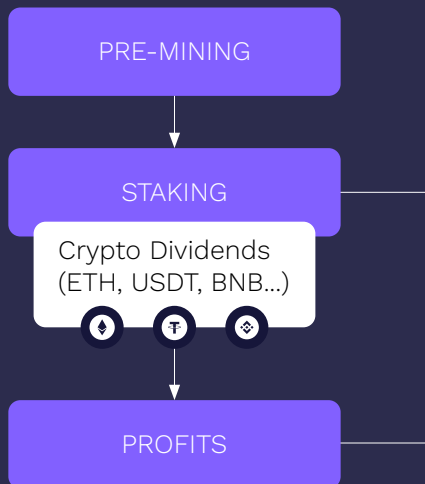 PRE-MINING
STAKING
Crypto Dividends
(ETH, USDT, BNB...)
PROFITS